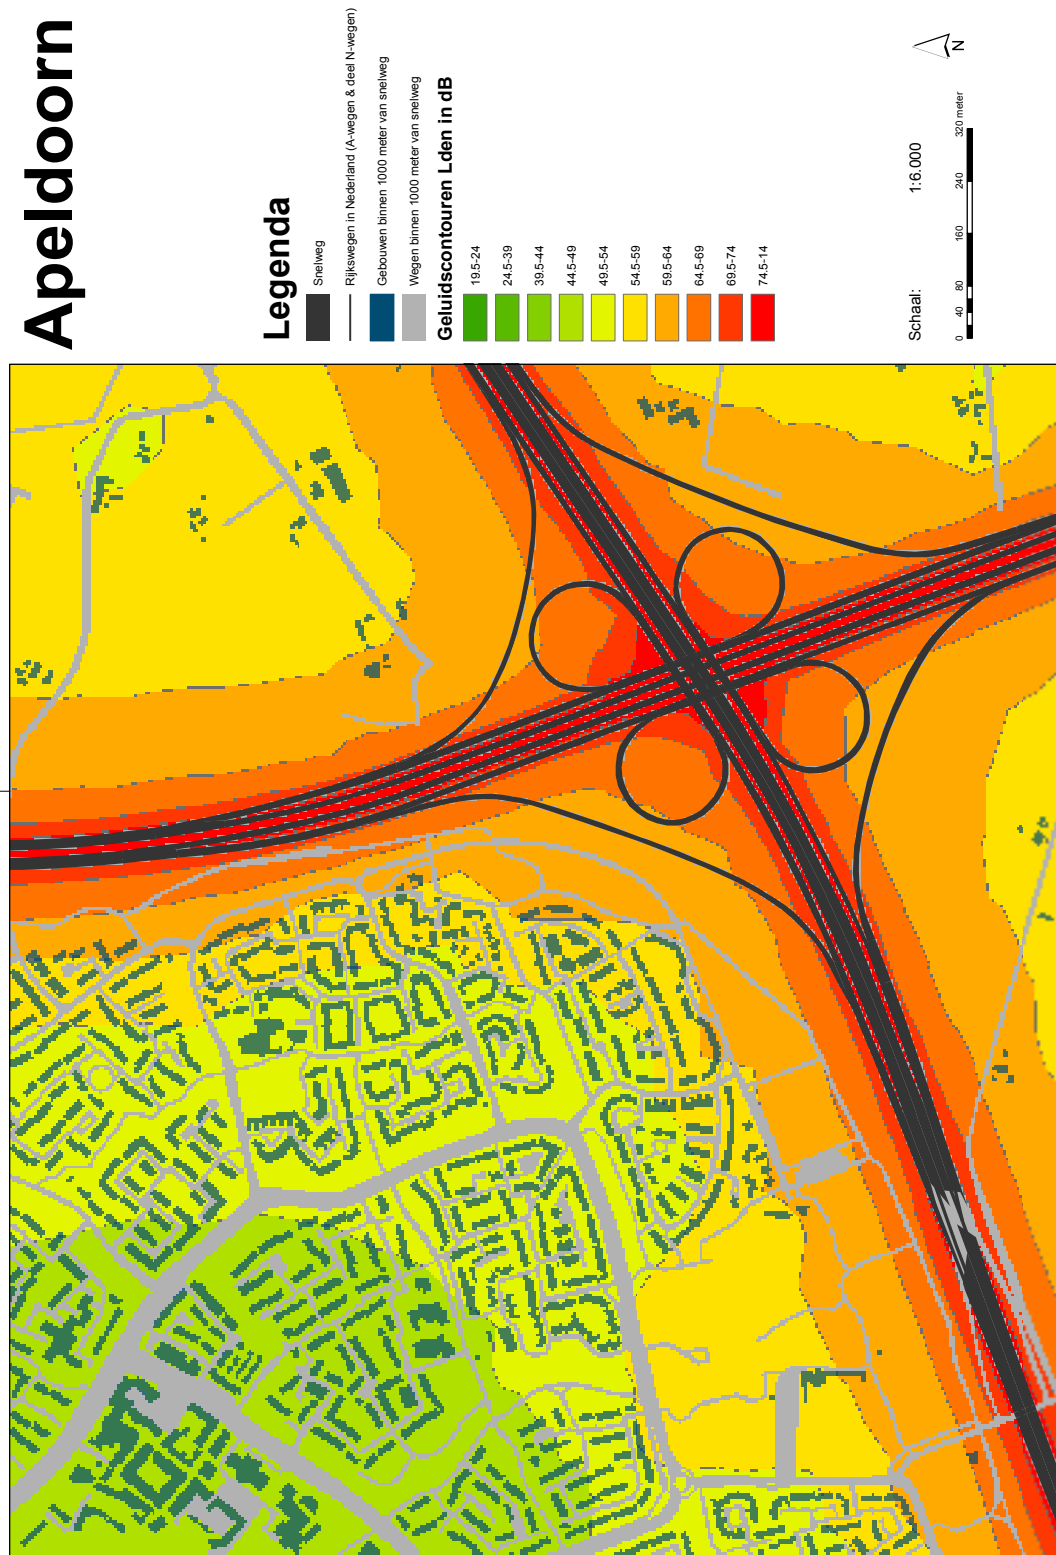 Apeldoorn
Legenda
Snelweg
Rijkswegen in Nederland (A-wegen & deel N-wegen)
Gebouwen binnen 1000 meter van snelweg
Wegen binnen 1000 meter van snelweg
Geluidscontouren Lden in dB
19.5-24
24.5-39
39.5-44
44.5-49
49.5-54
54.5-59
59.5-64
64.5-69
69.5-74
74.5-14
Schaal: 1:6.000
0 40 80 160 240 320 meter
N